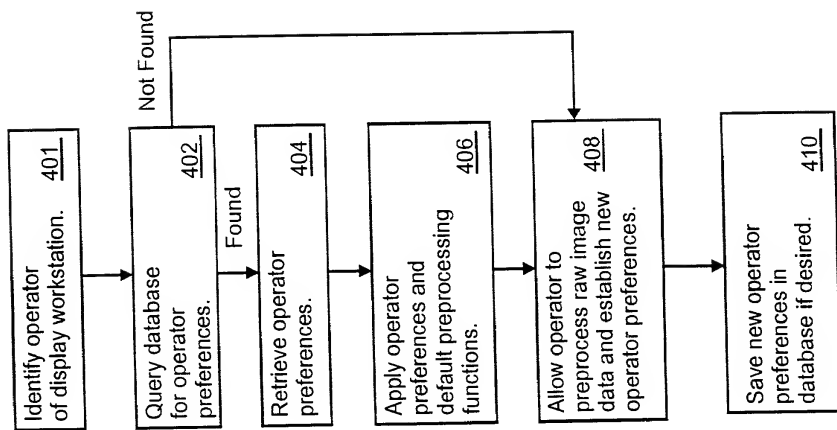 Identify operator
of display workstation.
401
Query database
for operator
preferences.
402
Not Found
Found
Retrieve operator
preferences.
404
Apply operator
preferences and
default preprocessing
functions.
406
Allow operator to
preprocess raw image
data and establish new
operator preferences.
408
Save new operator
preferences in
database if desired.
410